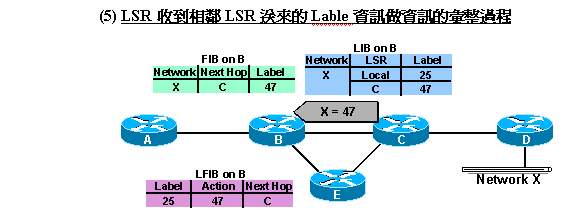 (5) LSR 收到相鄰 LSR 送來的 Lable 資訊做資訊的彙整過程
LIB on B
Network LSR Label
X Local 25
C 47
FIB on B
Network Next Hop Label
X C 47
X = 47
A
B
C
D
E
Network X
LFIB on B
Label Action Next Hop
25 47 C